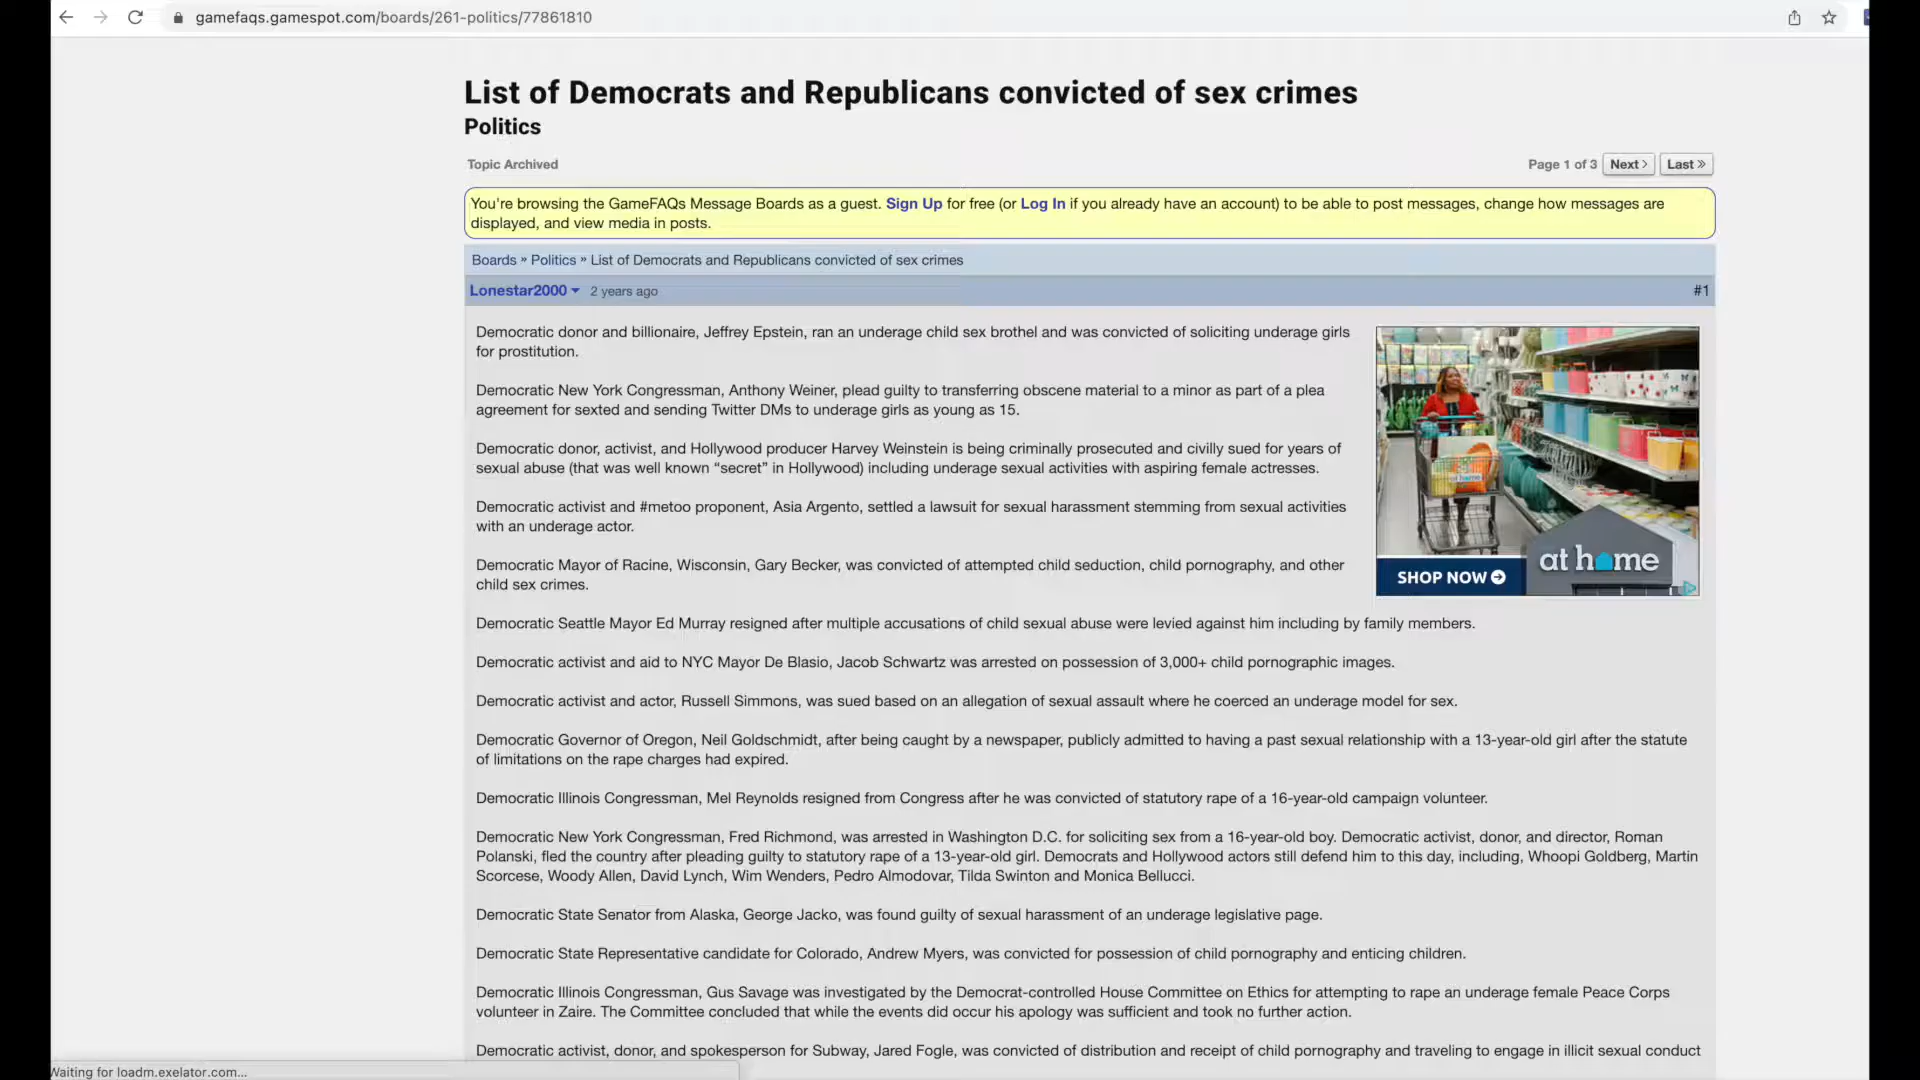 gamefaqs.gamespot.com/boards/261-politics/77861810
List of Democrats and Republicans convicted of sex crimes
Politics
Topic Archived
Page 1 of 3 Next > Last »
You're browsing the GameFAQs Message Boards as a guest. Sign Up for free (or Log In if you already have an account) to be able to post messages, change how messages are
displayed, and view media in posts.
Boards » Politics » List of Democrats and Republicans convicted of sex crimes
Lonestar2000 2 years ago #1
Democratic donor and billionaire, Jeffrey Epstein, ran an underage child sex brothel and was convicted of soliciting underage girls
for prostitution.
Democratic New York Congressman, Anthony Weiner, plead guilty to transferring obscene material to a minor as part of a plea
agreement for sexted and sending Twitter DMs to underage girls as young as 15.
Democratic donor, activist, and Hollywood producer Harvey Weinstein is being criminally prosecuted and civilly sued for years of
sexual abuse (that was well known “secret” in Hollywood) including underage sexual activities with aspiring female actresses.
Democratic activist and #metoo proponent, Asia Argento, settled a lawsuit for sexual harassment stemming from sexual activities
with an underage actor.
at home
SHOP NOW
Democratic Mayor of Racine, Wisconsin, Gary Becker, was convicted of attempted child seduction, child pornography, and other
child sex crimes.
Democratic Seattle Mayor Ed Murray resigned after multiple accusations of child sexual abuse were levied against him including by family members.
Democratic activist and aid to NYC Mayor De Blasio, Jacob Schwartz was arrested on possession of 3,000+ child pornographic images.
Democratic activist and actor, Russell Simmons, was sued based on an allegation of sexual assault where he coerced an underage model for sex.
Democratic Governor of Oregon, Neil Goldschmidt, after being caught by a newspaper, publicly admitted to having a past sexual relationship with a 13-year-old girl after the statute
of limitations on the rape charges had expired.
Democratic Illinois Congressman, Mel Reynolds resigned from Congress after he was convicted of statutory rape of a 16-year-old campaign volunteer.
Democratic New York Congressman, Fred Richmond, was arrested in Washington D.C. for soliciting sex from a 16-year-old boy. Democratic activist, donor, and director, Roman
Polanski, fled the country after pleading guilty to statutory rape of a 13-year-old girl. Democrats and Hollywood actors still defend him to this day, including, Whoopi Goldberg, Martin
Scorcese, Woody Allen, David Lynch, Wim Wenders, Pedro Almodovar, Tilda Swinton and Monica Bellucci.
Democratic State Senator from Alaska, George Jacko, was found guilty of sexual harassment of an underage legislative page.
Democratic State Representative candidate for Colorado, Andrew Myers, was convicted for possession of child pornography and enticing children.
Democratic Illinois Congressman, Gus Savage was investigated by the Democrat-controlled House Committee on Ethics for attempting to rape an underage female Peace Corps
volunteer in Zaire. The Committee concluded that while the events did occur his apology was sufficient and took no further action.
Democratic activist, donor, and spokesperson for Subway, Jared Fogle, was convicted of distribution and receipt of child pornography and traveling to engage in illicit sexual conduct
Waiting for loadm.exelator.com...